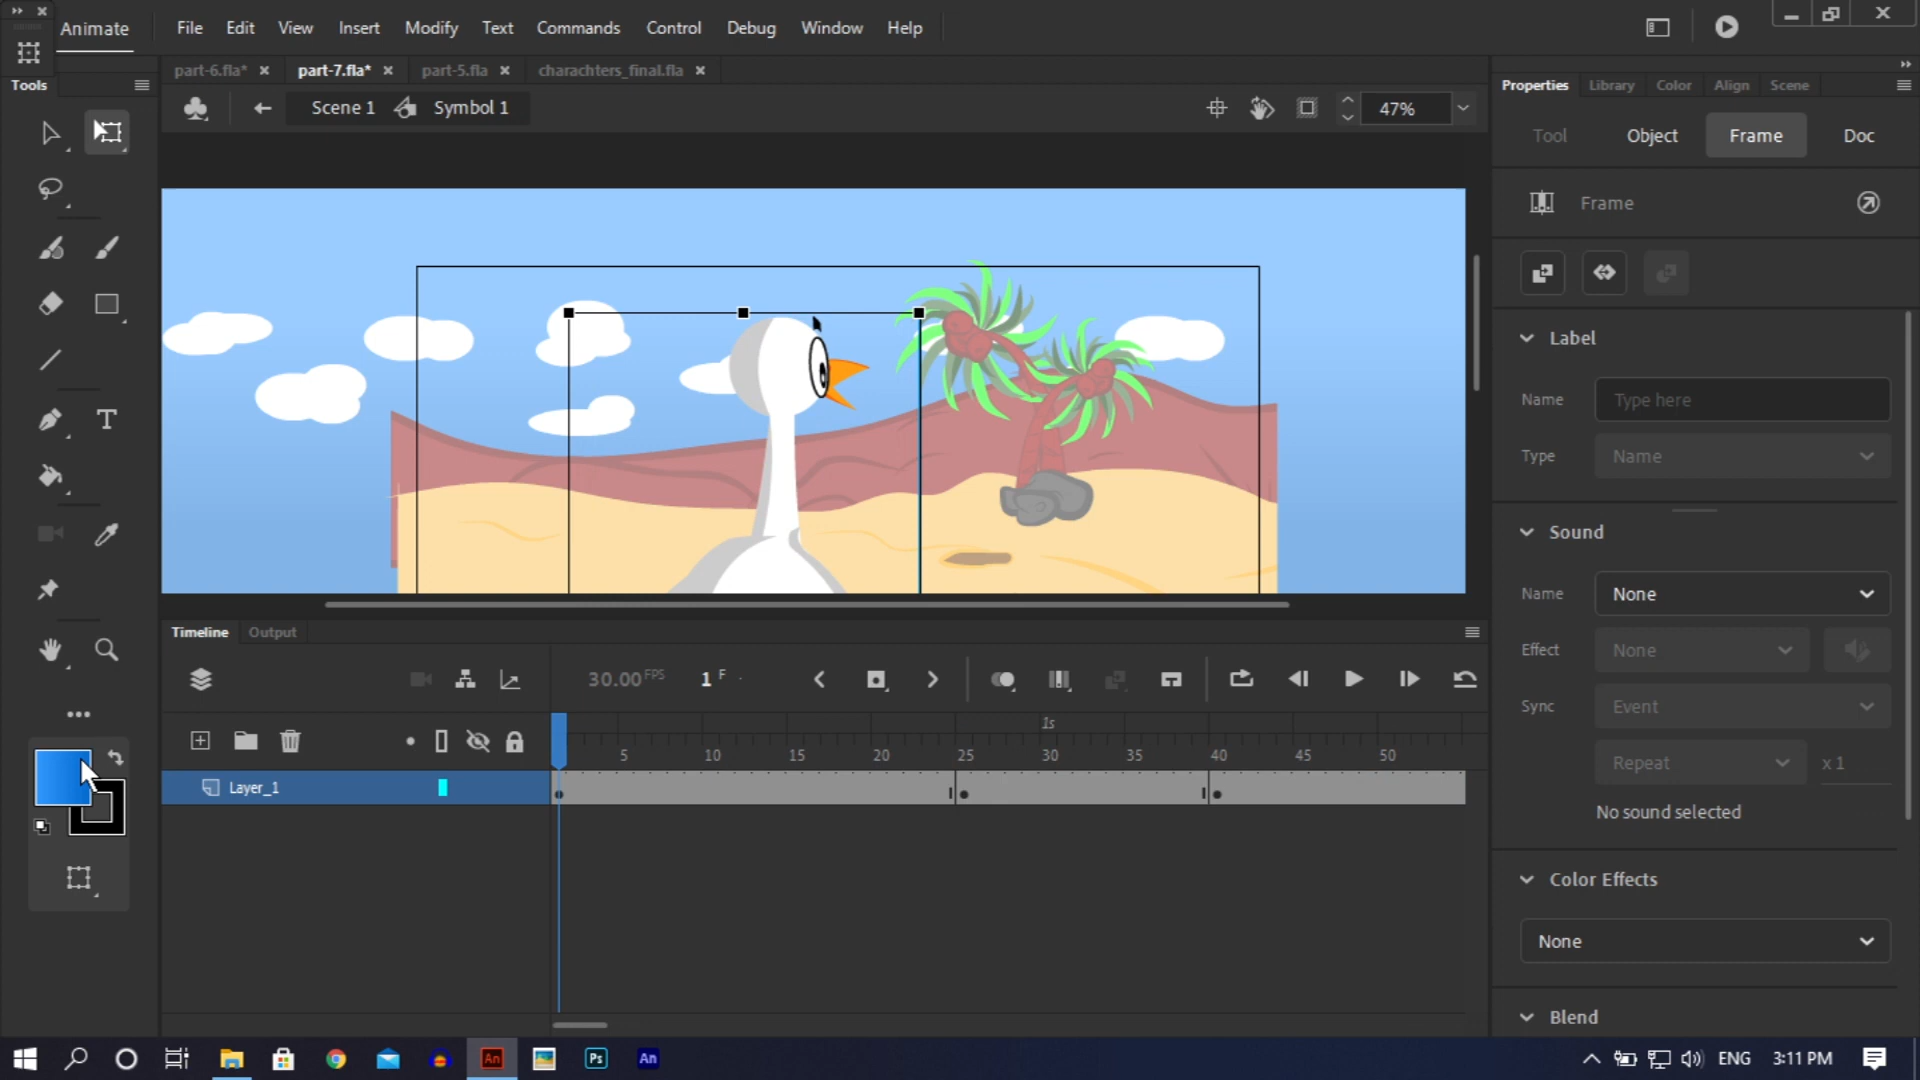 Animate File Edit View Insert Modify Text Commands Control Debug Window Help
part-6.fla* part-7.fla* part-5.fla charachters_final.fla
Tools Properties Library Color Align Scene
Scene 1 Symbol 1 47%
Tool Object Frame Doc
Frame
Label
Name Type here
Type Name
Sound
Name None
Effect None
Sync Event
Repeat x 1
No sound selected
Color Effects
None
Blend
Timeline Output
30.00 FPS 1 F
1s
5 10 15 20 25 30 35 40 45 50
Layer_1
An Ps An ENG 3:11 PM